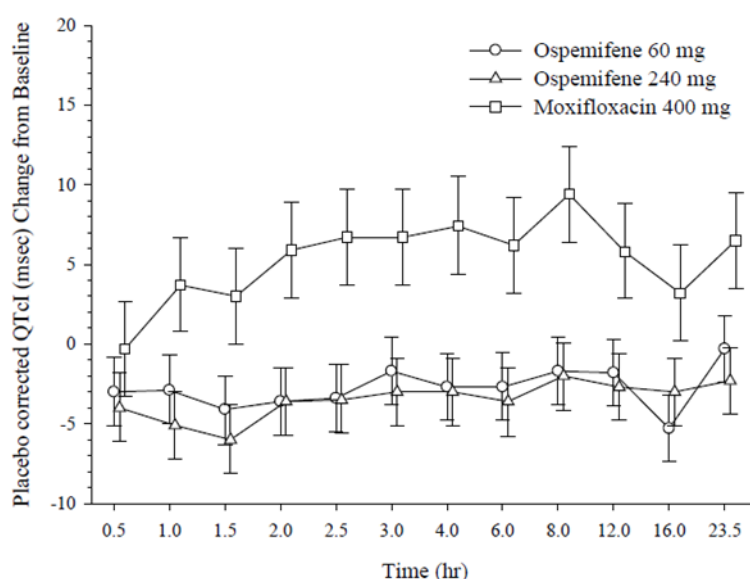 Placebo corrected QTcI (msec) Change from Baseline
20
15
10
5
0
-5
-10
Ospemifene 60 mg
Ospemifene 240 mg
Moxifloxacin 400 mg
0.5 1.0 1.5 2.0 2.5 3.0 4.0 6.0 8.0 12.0 16.0 23.5
Time (hr)